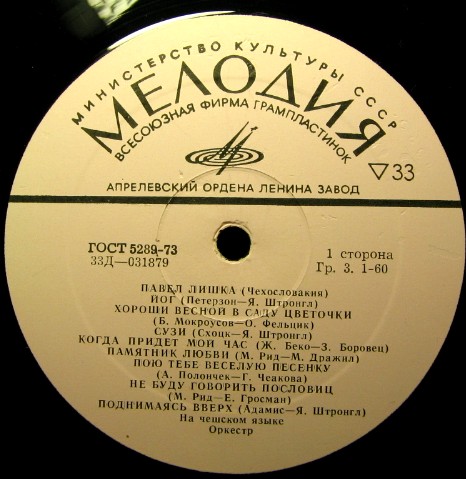 МИНИСТЕРСТВО КУЛЬТУРЫ СССР
МЕЛОДИЯ
ВСЕСОЮЗНАЯ ФИРМА ГРАМПЛАСТИНОК
▽33
АПРЕЛЕВСКИЙ ОРДЕНА ЛЕНИНА ЗАВОД
ГОСТ 5289-73
33Д—031879
1 сторона
Гр. 3. 1-60
ПАВЕЛ ЛИШКА (Чехословакия)
ЙОГ (Петерзон—Я. Штронгл)
ХОРОШИ ВЕСНОЙ В САДУ ЦВЕТОЧКИ
(Б. Мокроусов—О. Фельцик)
СУЗИ (Схоцк—Я. Штронгл)
КОГДА ПРИДЕТ МОЙ ЧАС (Ж. Беко—З. Боровец)
ПАМЯТНИК ЛЮБВИ (М. Рид—М. Дражил)
ПОЮ ТЕБЕ ВЕСЕЛУЮ ПЕСЕНКУ
(А. Полончек—Г. Чеакова)
НЕ БУДУ ГОВОРИТЬ ПОСЛОВИЦ
(М. Рид—Е. Гросман)
ПОДНИМАЯСЬ ВВЕРХ (Адамис—Я. Штронгл)
На чешском языке
Оркестр